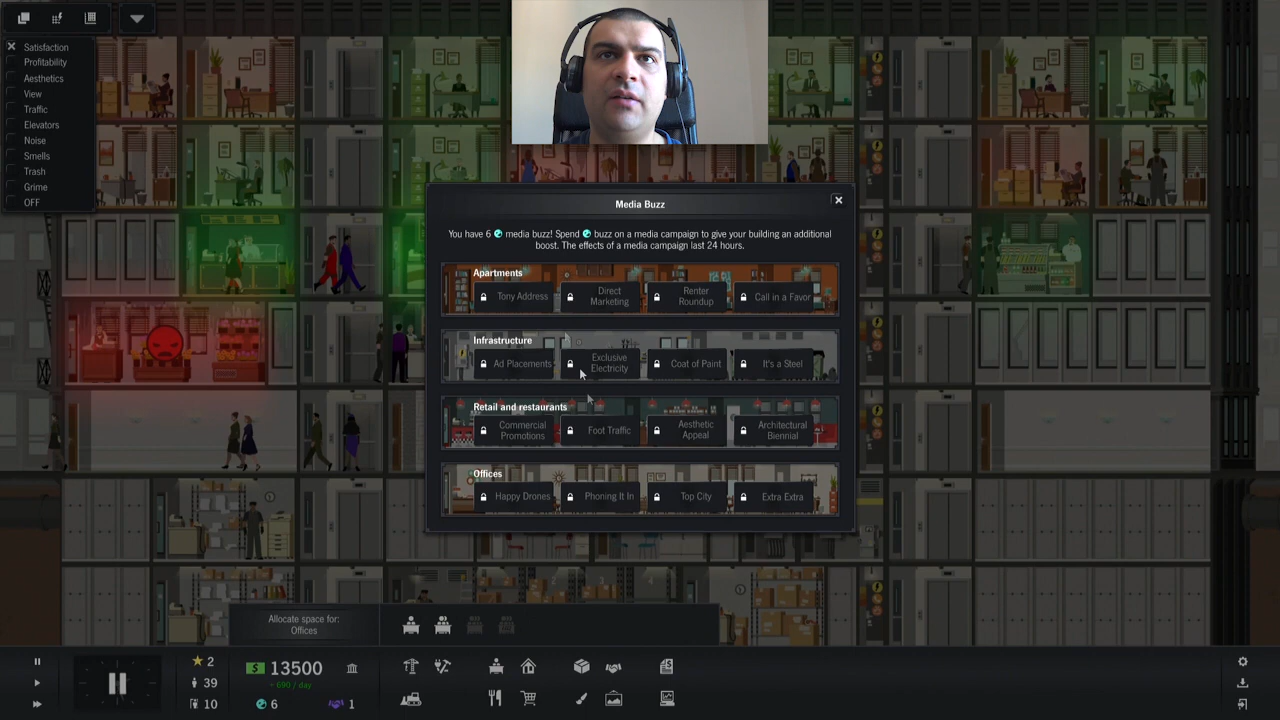 Satisfaction
Profitability
Aesthetics
View
Traffic
Elevators
Noise
Smells
Trash
Grime
OFF
Media Buzz
You have 6 media buzz! Spend buzz on a media campaign to give your building an additional
boost. The effects of a media campaign last 24 hours.
Apartments
Tony Address
Direct
Marketing
Renter
Roundup
Call in a Favor
Infrastructure
Ad Placements
Exclusive
Electricity
Coat of Paint
It's a Steel
Retail and restaurants
Commercial
Promotions
Foot Traffic
Aesthetic
Appeal
Architectural
Biennial
Offices
Happy Drones
Phoning It In
Top City
Extra Extra
Allocate space for:
Offices
2
39
10
$ 13500
+ 690 / day
6
1